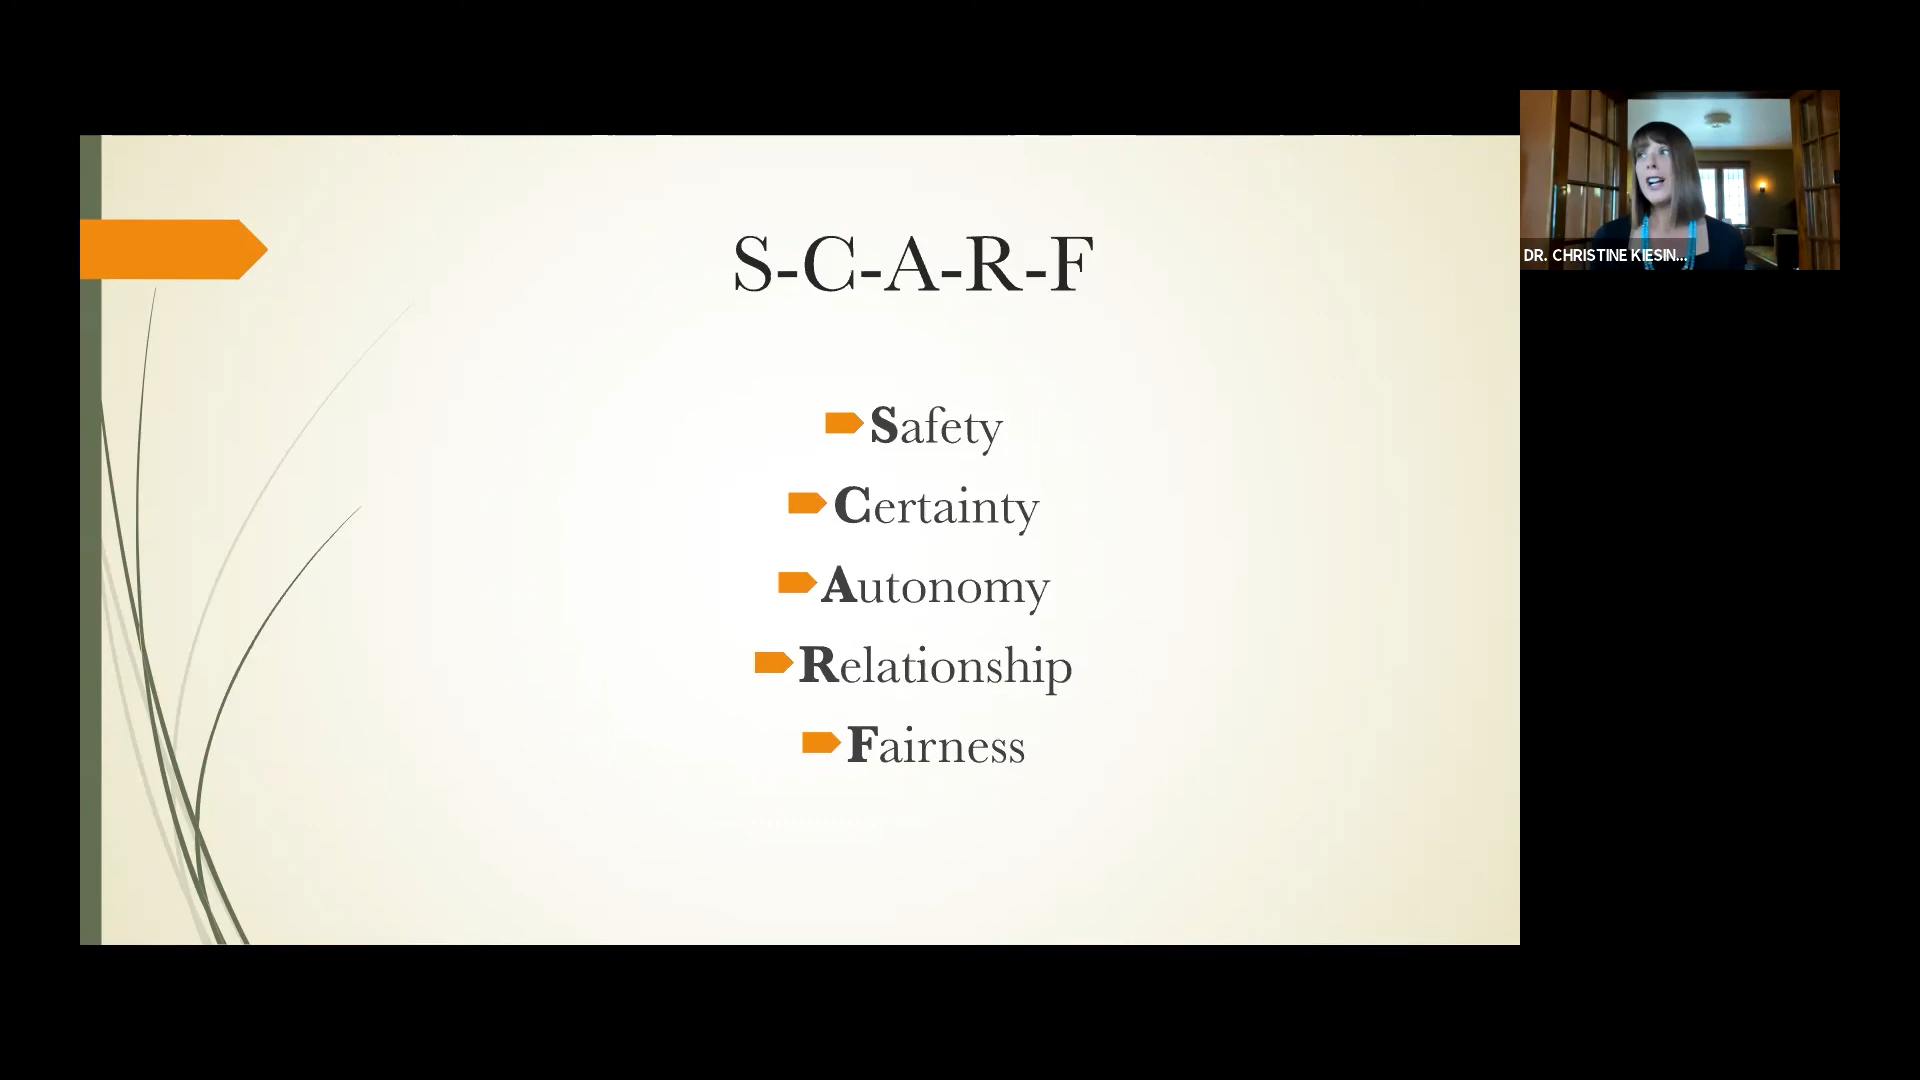 S-C-A-R-F
Safety
Certainty
Autonomy
Relationship
Fairness
DR. CHRISTINE KIESIN...